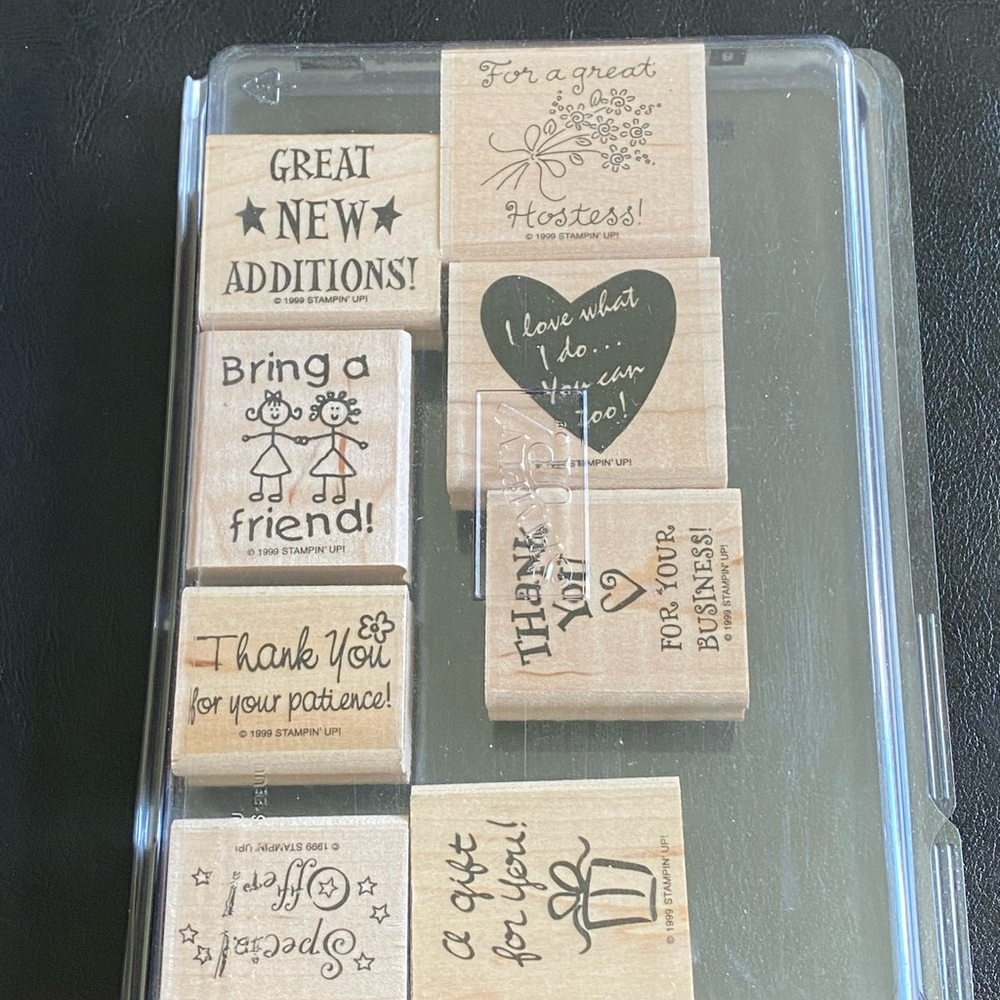 For a great
Hostess!
© 1999 STAMPIN' UP!
GREAT
NEW
ADDITIONS!
© 1999 STAMPIN' UP!
I love what
I do...
You can
too!
STAMPIN' UP!
Bring a
friend!
© 1999 STAMPIN' UP!
THANK
YOU
FOR YOUR
BUSINESS!
© 1999 STAMPIN' UP!
Thank You
for your patience!
© 1999 STAMPIN' UP!
a gift
for you!
© 1999 STAMPIN' UP!
Special
Offer!
© 1999 STAMPIN' UP!